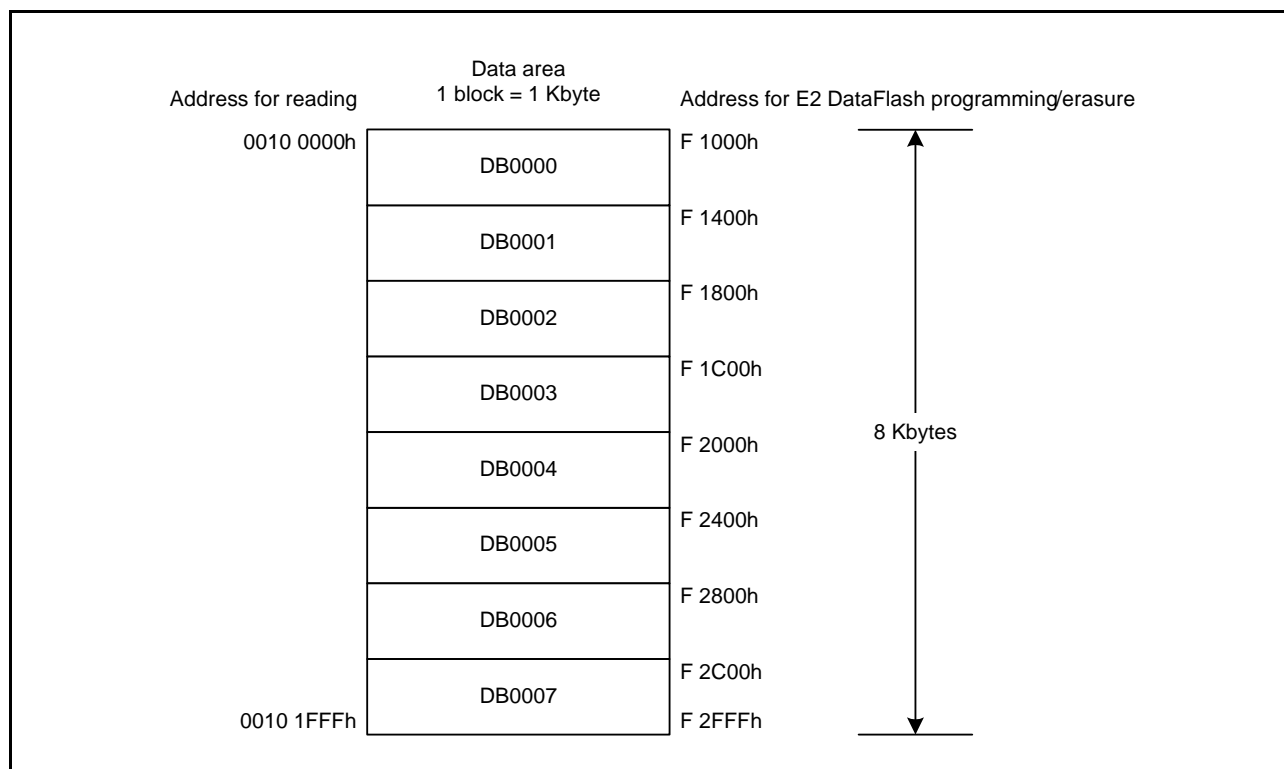 Data area
1 block = 1 Kbyte
Address for reading
Address for E2 DataFlash programming/erasure
0010 0000h
F 1000h
DB0000
F 1400h
DB0001
F 1800h
DB0002
F 1C00h
DB0003
F 2000h
8 Kbytes
DB0004
F 2400h
DB0005
F 2800h
DB0006
F 2C00h
DB0007
0010 1FFFh
F 2FFFh